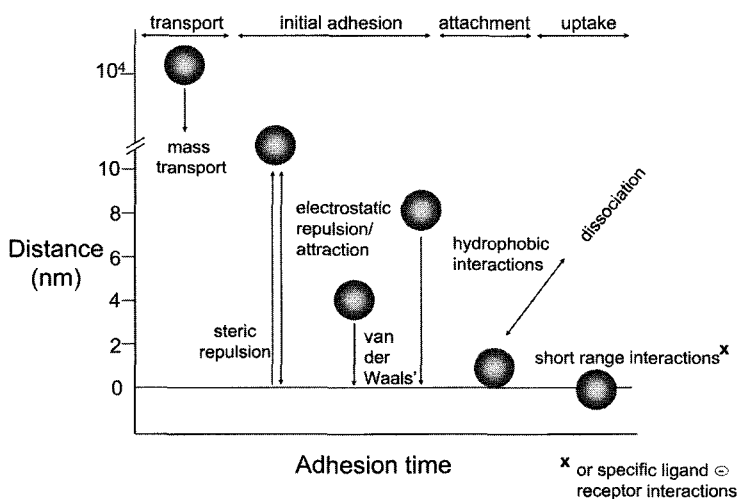 transport
initial adhesion
attachment
uptake
10⁴
mass
transport
10
8
6
4
2
0
Distance
(nm)
steric
repulsion
electrostatic
repulsion/
attraction
van
der
Waals'
hydrophobic
interactions
dissociation
short range interactions x
Adhesion time
x or specific ligand ⊖
receptor interactions